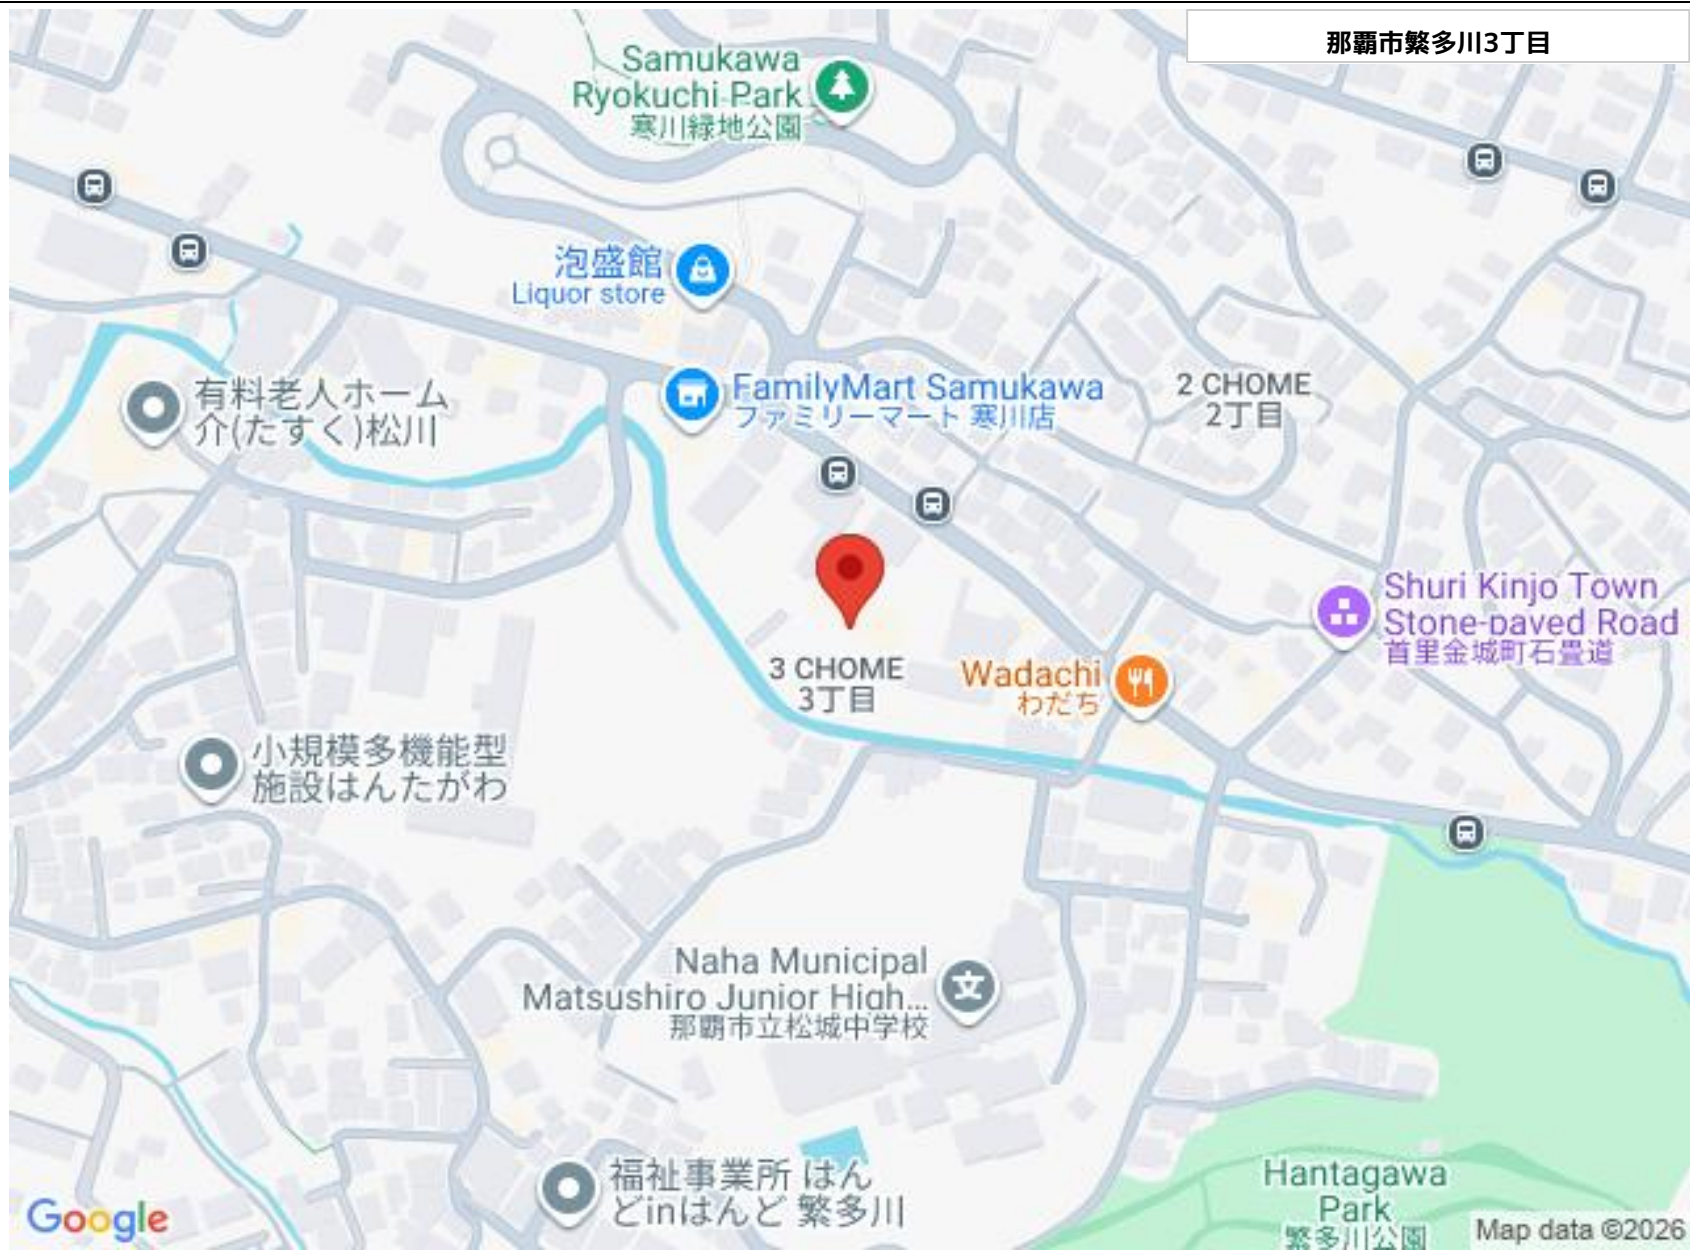 那覇市繁多川3丁目
Samukawa
Ryokuchi Park
寒川緑地公園
泡盛館
Liquor store
有料老人ホーム
介(たすく)松川
FamilyMart Samukawa
ファミリーマート 寒川店
2 CHOME
2丁目
Shuri Kinjo Town
Stone-paved Road
首里金城町石畳道
3 CHOME
3丁目
Wadachi
わだち
小規模多機能型
施設はんたがわ
Naha Municipal
Matsushiro Junior High...
那覇市立松城中学校
文
福祉事業所 はん
どinはんど 繁多川
Hantagawa
Park
繁多川公園
Google
Map data ©2026